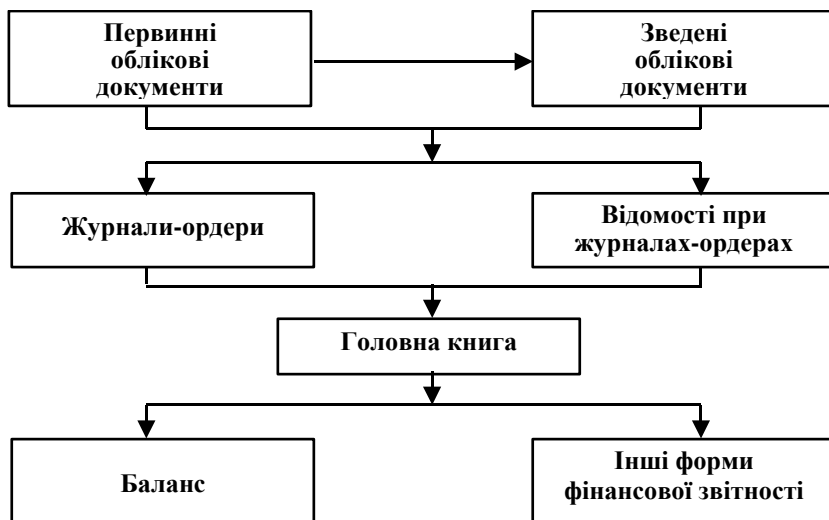 Первинні
облікові
документи
Зведені
облікові
документи
Журнали-ордери
Відомості при
журналах-ордерах
Головна книга
Баланс
Інші форми
фінансової звітності